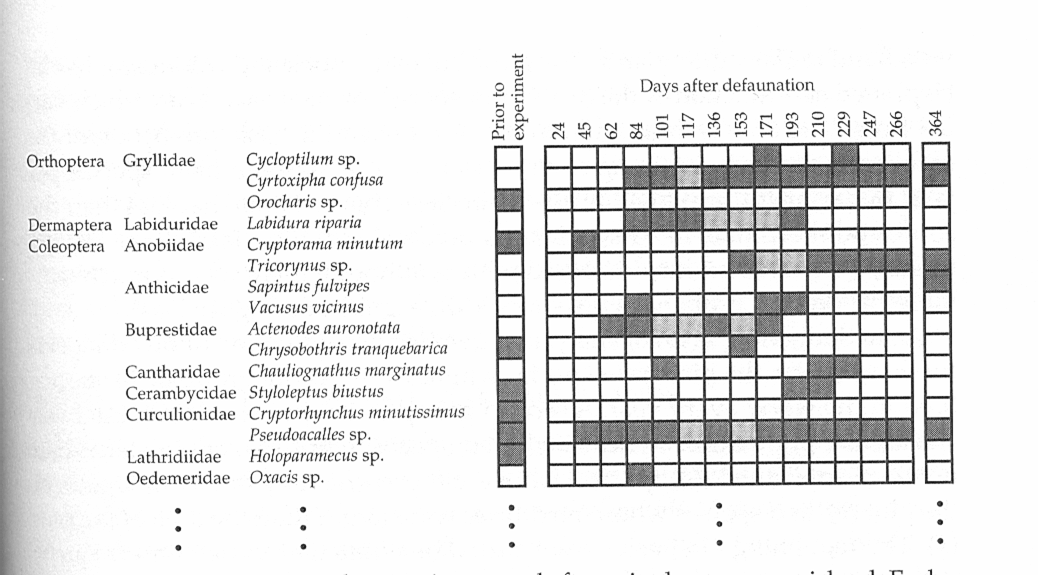 Days after defaunation
Prior to
experiment
24 45 62 84 101 117 136 153 171 193 210 229 247 266 364
Orthoptera Gryllidae Cycloptilum sp.
Cyrtoxipha confusa
Orocharis sp.
Dermaptera Labiduridae Labidura riparia
Coleoptera Anobiidae Cryptorama minutum
Tricorynus sp.
Anthicidae Sapintus fulvipes
Vacusus vicinus
Buprestidae Actenodes auronotata
Chrysobothris tranquebarica
Cantharidae Chauliognathus marginatus
Cerambycidae Styloleptus biustus
Curculionidae Cryptorhynchus minutissimus
Pseudoacalles sp.
Lathridiidae Holoparamecus sp.
Oedemeridae Oxacis sp.